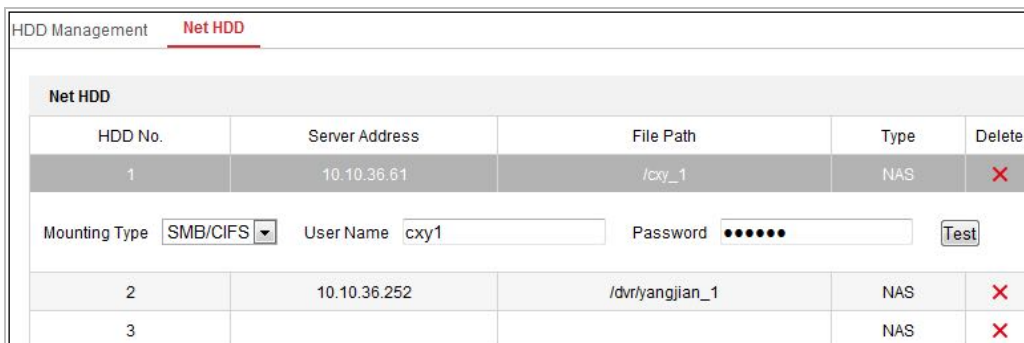 HDD Management Net HDD
Net HDD
HDD No. Server Address File Path Type Delete
1 10.10.36.61 /cxy_1 NAS
Mounting Type SMB/CIFS User Name cxy1 Password ●●●●●● Test
2 10.10.36.252 /dvr/yangjian_1 NAS
3 NAS